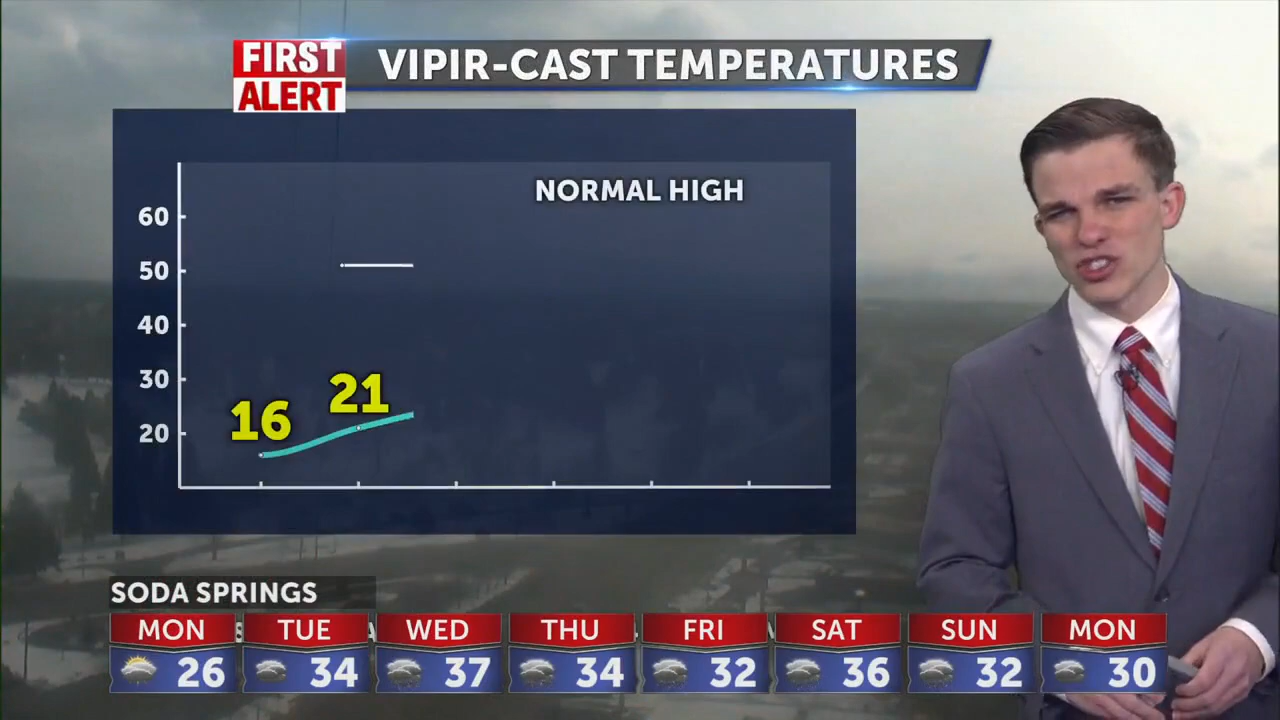 FIRST
ALERT
VIPIR-CAST TEMPERATURES
NORMAL HIGH
60
50
40
30
20
16
21
SODA SPRINGS
MON TUE WED THU FRI SAT SUN MON
26 34 37 34 32 36 32 30